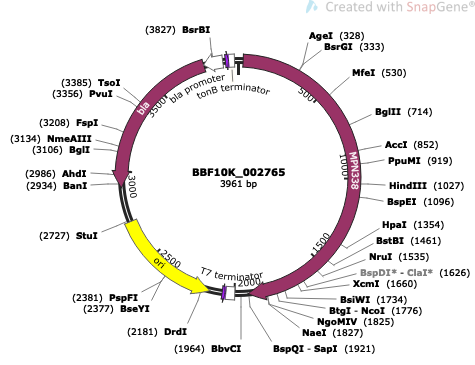 Created with SnapGene®
(3827) BsrBI
AgeI (328)
BsrGI (333)
MfeI (530)
BglII (714)
AccI (852)
PpuMI (919)
HindIII (1027)
BspEI (1096)
HpaI (1354)
BstBI (1461)
NruI (1535)
BspDI* - ClaI* (1626)
XcmI (1660)
BsiWI (1734)
BtgI - NcoI (1776)
NgoMIV (1825)
NaeI (1827)
BspQI - SapI (1921)
(1964) BbvCI
(2181) DrdI
(2377) BseYI
(2381) PspFI
(2727) StuI
(2934) BanI
(2986) AhdI
(3106) BglI
(3134) NmeAIII
(3208) FspI
(3356) PvuI
(3385) TsoI
bla promoter
tonB terminator
bla
MPN338
ori
T7 terminator
500
1000
1500
2000
2500
3000
3500
BBF10K_002765
3961 bp